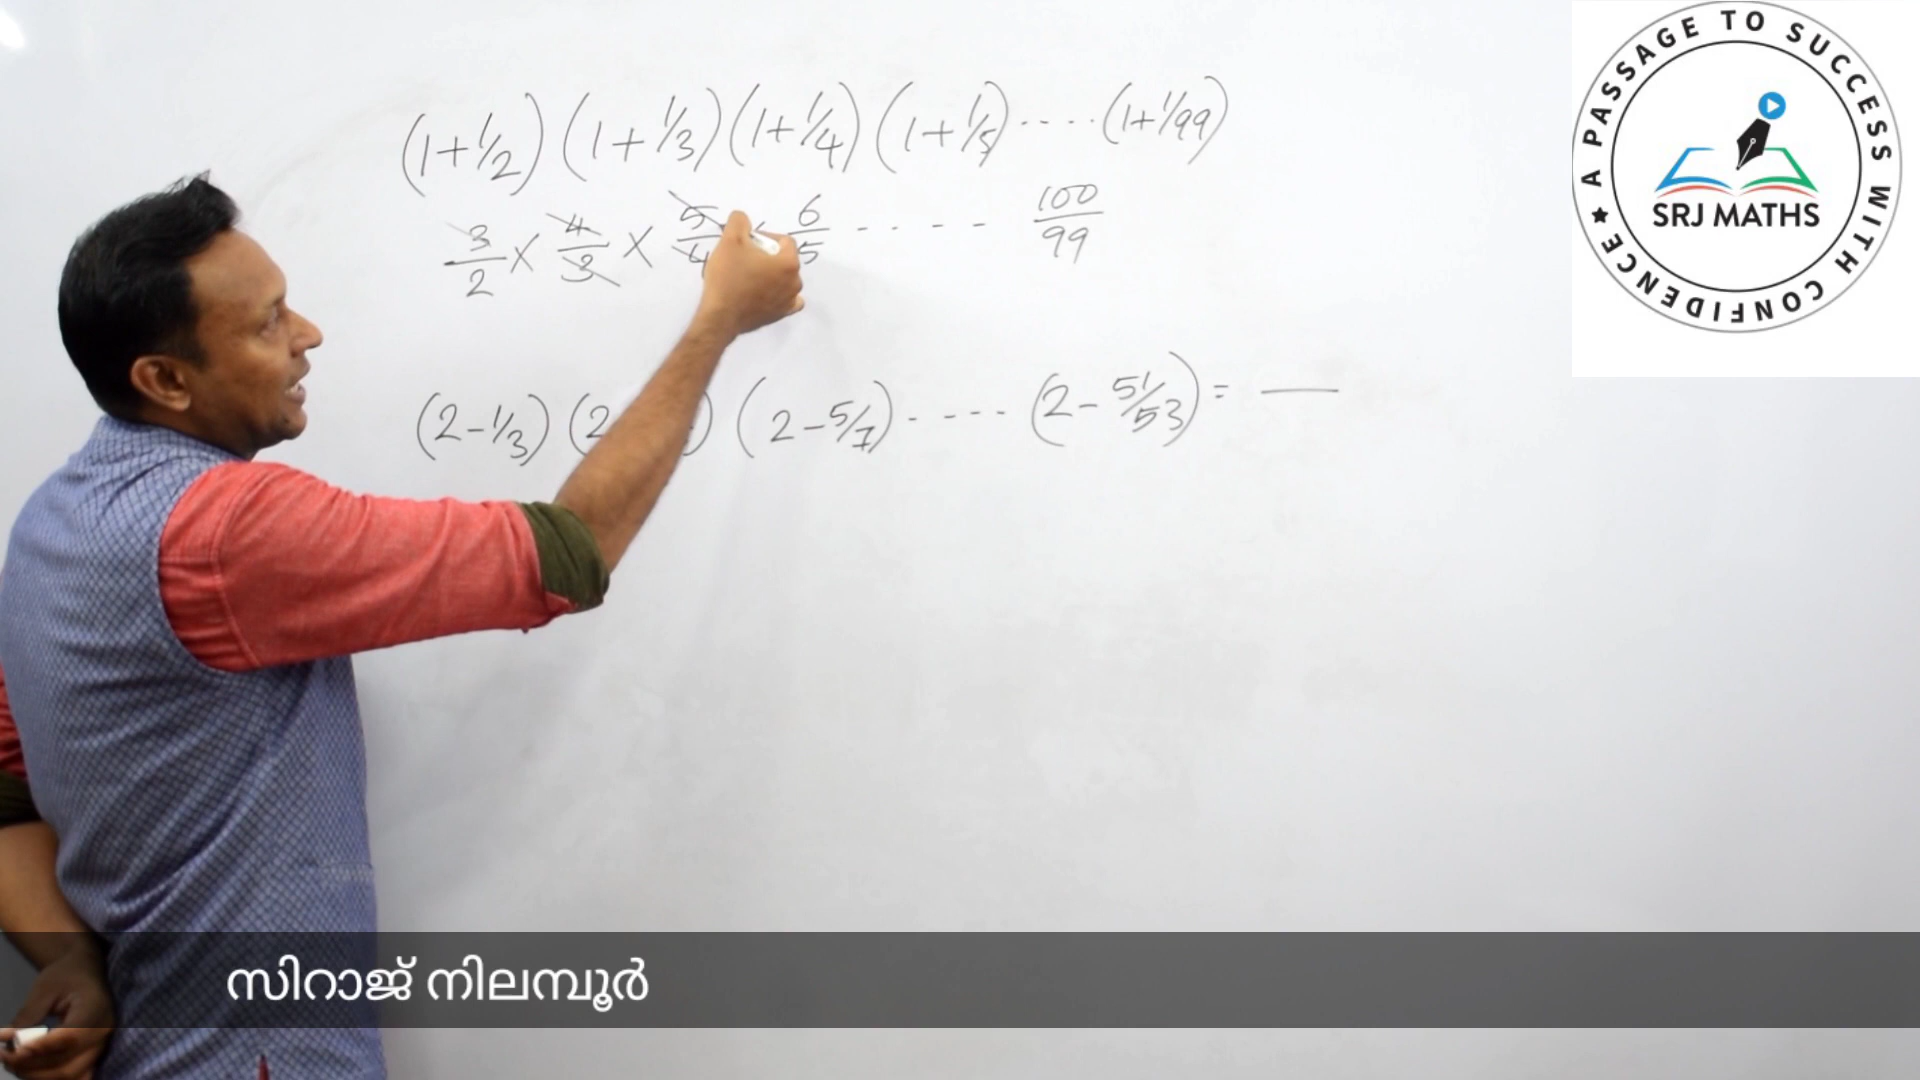 (1+1/2) (1+1/3) (1+1/4) (1+1/5) ---- (1+1/99)
3/2 × 4/3 × 5/4 × 6/5 - - - - 100/99
(2-1/3) (2 ) (2-5/7) - ---- (2-51/53) = —
A PASSAGE TO SUCCESS WITH CONFIDENCE ★
SRJ MATHS
സിറാജ് നിലമ്പൂർ